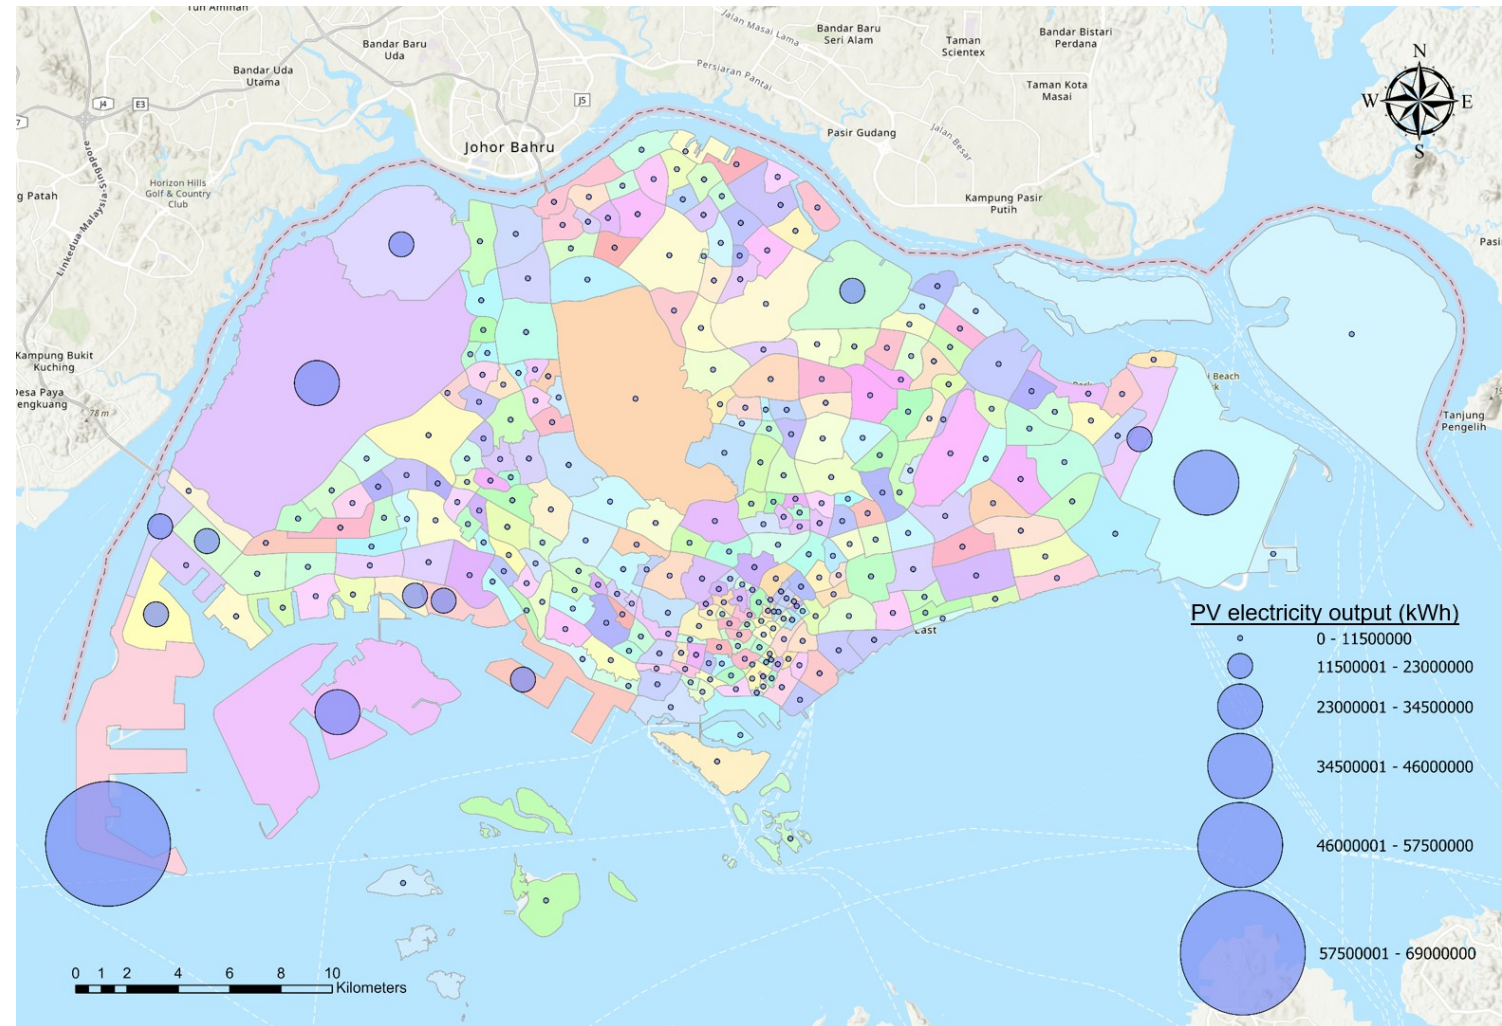 Tun Aminah
Bandar Baru
Uda
Bandar Uda
Utama
J4
E3
J5
7
Johor Bahru
Jalan Masai Lama
Bandar Baru
Seri Alam
Taman
Scientex
Bandar Bistari
Perdana
Persiaran Pantai
Taman Kota
Masai
Pasir Gudang
Jalan Besar
Kampung Pasir
Putih
N
W
E
S
g Patah
Horizon Hills
Golf & Country
Club
Linkedua-Malaysia-Singapore
Pasi
Kampung Bukit
Kuching
Desa Paya
engkuang
78 m
i Beach
rk
Tanjung
Pengelih
East
PV electricity output (kWh)
0 - 11500000
11500001 - 23000000
23000001 - 34500000
34500001 - 46000000
46000001 - 57500000
57500001 - 69000000
0 1 2 4 6 8 10
Kilometers